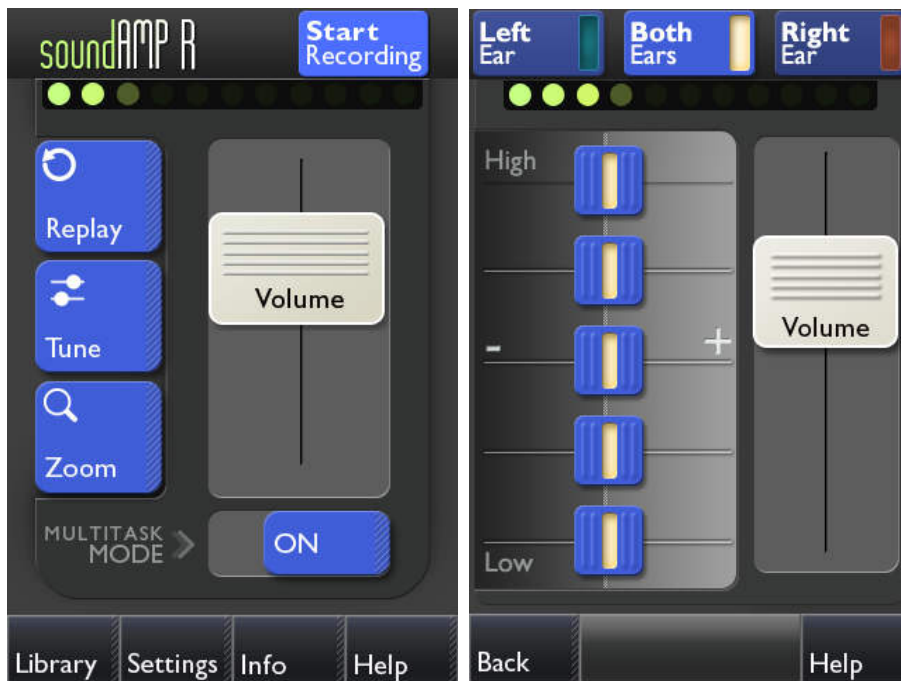 soundAMP R
Start
Recording
Replay
Tune
Zoom
Volume
MULTITASK
MODE
ON
Library
Settings
Info
Help
Left
Ear
Both
Ears
Right
Ear
High
-
+
Low
Volume
Back
Help